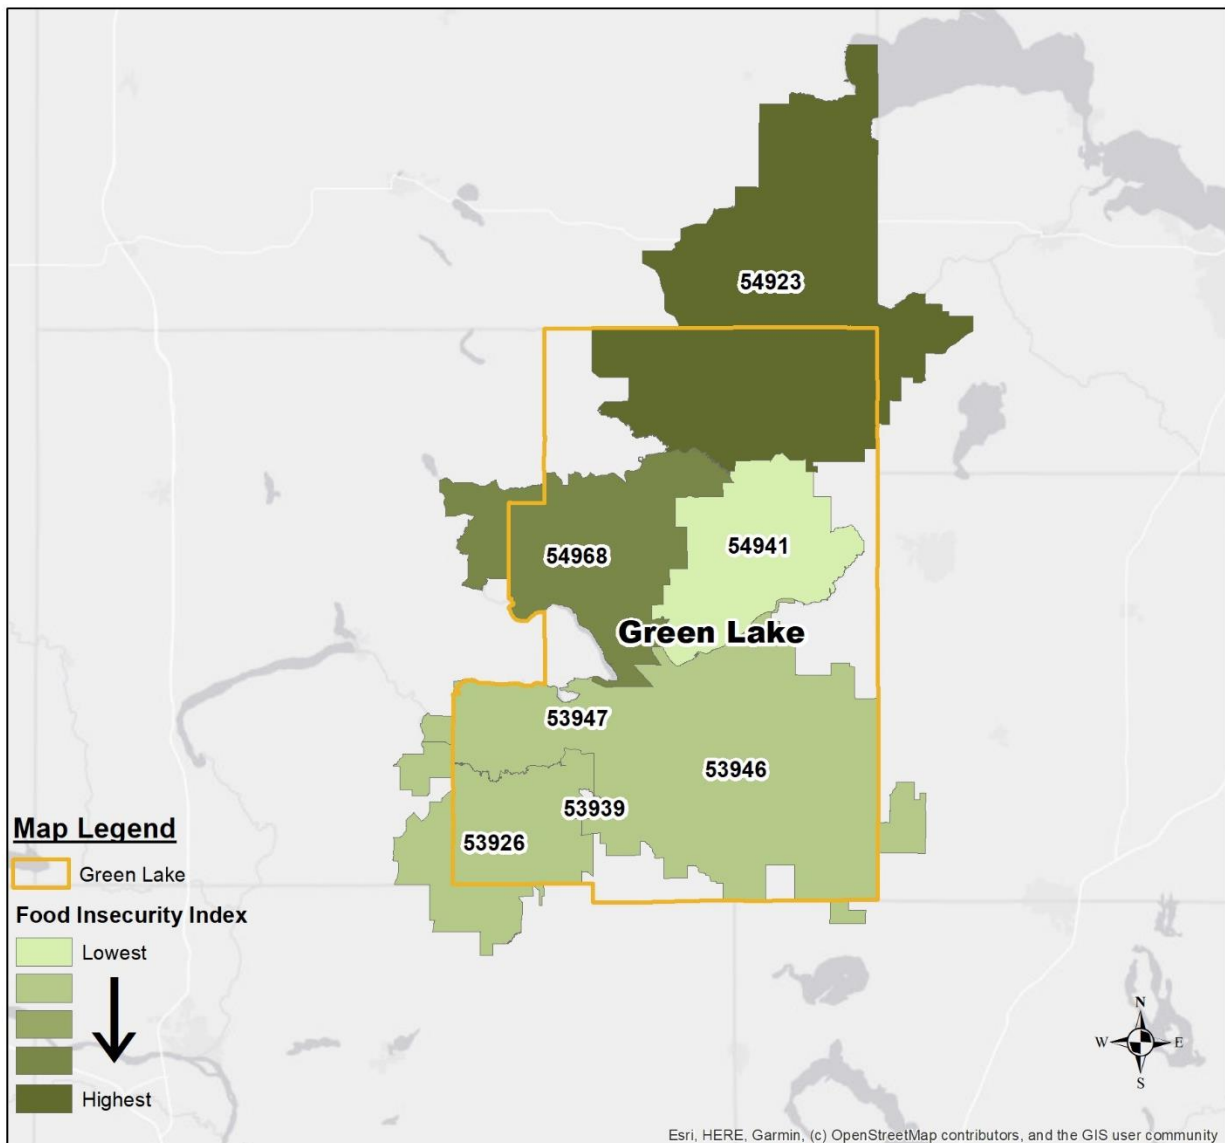 54923
54968
54941
Green Lake
53947
53946
53939
53926
Map Legend
Green Lake
Food Insecurity Index
Lowest
Highest
N
W E
S
Esri, HERE, Garmin, (c) OpenStreetMap contributors, and the GIS user community